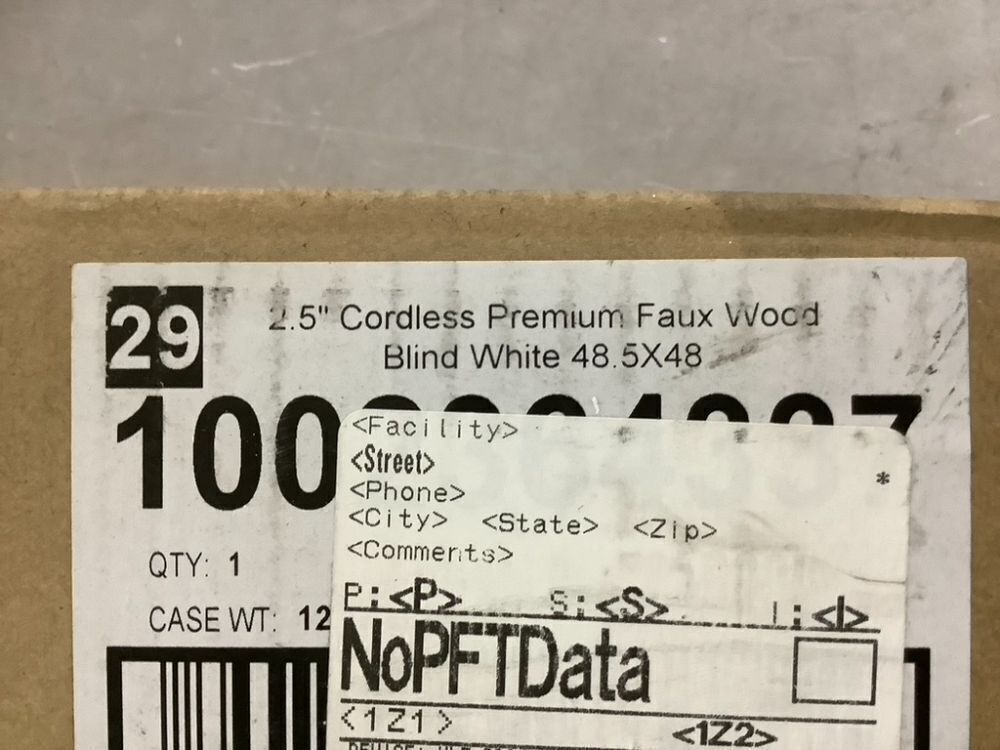 29
2.5" Cordless Premium Faux Wood
Blind White 48.5X48
<Facility>
<Street>
<Phone>
*
<City> <State> <Zip>
<Comments>
QTY: 1
CASE WT: 12
P:<P> S:<S> I:<I>
NoPFTData
<1Z1> <1Z2>